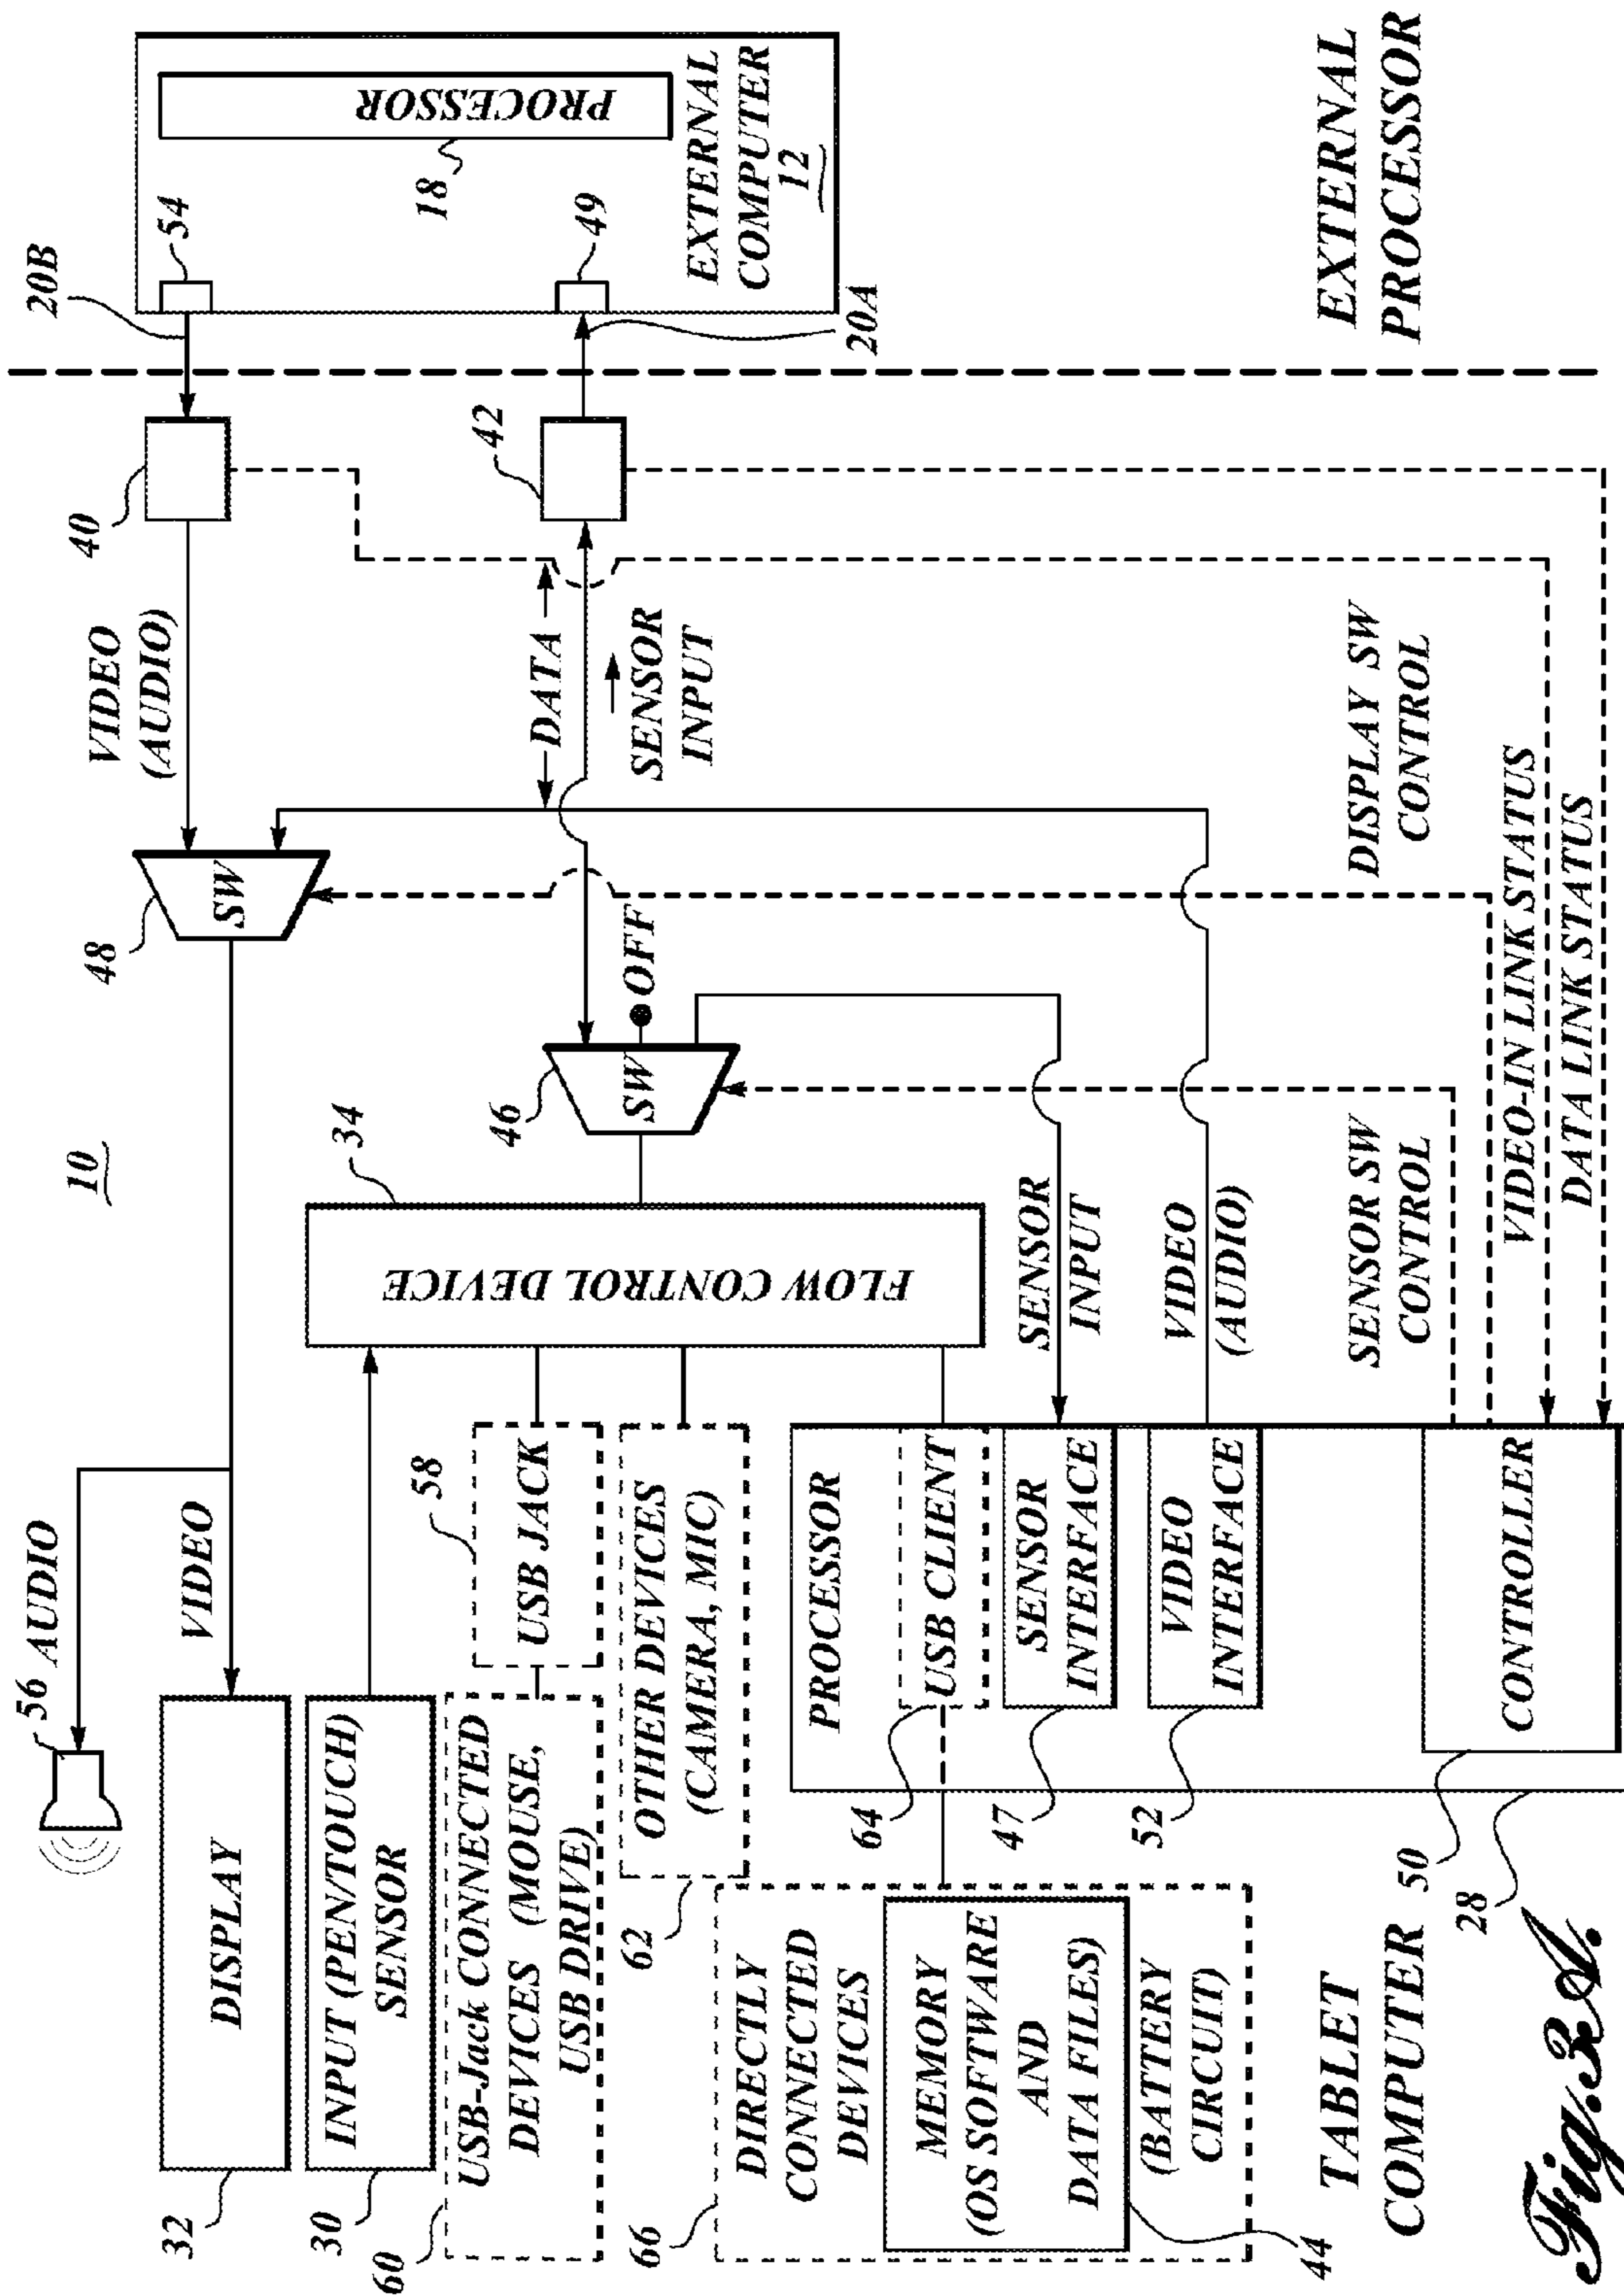 10
56
AUDIO
VIDEO
32
DISPLAY
30
INPUT (PEN/TOUCH)
SENSOR
60
USB-Jack CONNECTED
DEVICES (MOUSE,
USB DRIVE)
58
USB JACK
62
OTHER DEVICES
(CAMERA, MIC)
66
DIRECTLY
CONNECTED
DEVICES
MEMORY
(OS SOFTWARE
AND
DATA FILES)
(BATTERY
CIRCUIT)
44
PROCESSOR
64
USB CLIENT
47
SENSOR
INTERFACE
52
VIDEO
INTERFACE
50
CONTROLLER
28
34
FLOW CONTROL DEVICE
46
SW
OFF
48
SW
VIDEO
(AUDIO)
DATA
SENSOR
INPUT
SENSOR
INPUT
VIDEO
(AUDIO)
SENSOR SW
CONTROL
DISPLAY SW
CONTROL
VIDEO-IN LINK STATUS
DATA LINK STATUS
40
42
20B
20A
54
49
18
PROCESSOR
EXTERNAL
COMPUTER
12
TABLET
COMPUTER
EXTERNAL
PROCESSOR
Fig.3A.